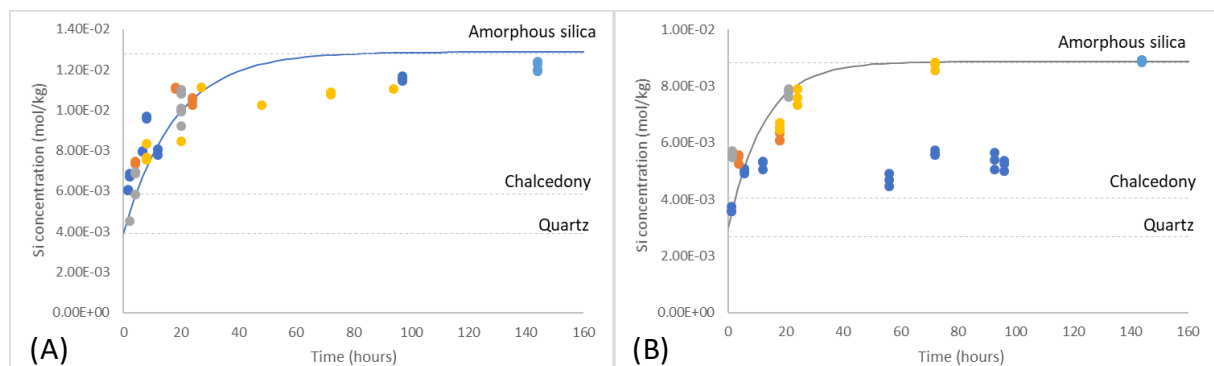 1.40E-02
1.20E-02
1.00E-02
8.00E-03
6.00E-03
4.00E-03
2.00E-03
0.00E+00
Si concentration (mol/kg)
Amorphous silica
Chalcedony
Quartz
0 20 40 60 80 100 120 140 160
Time (hours)
(A)
1.00E-02
8.00E-03
6.00E-03
4.00E-03
2.00E-03
0.00E+00
Si concentration (mol/kg)
Amorphous silica
Chalcedony
Quartz
0 20 40 60 80 100 120 140 160
Time (hours)
(B)